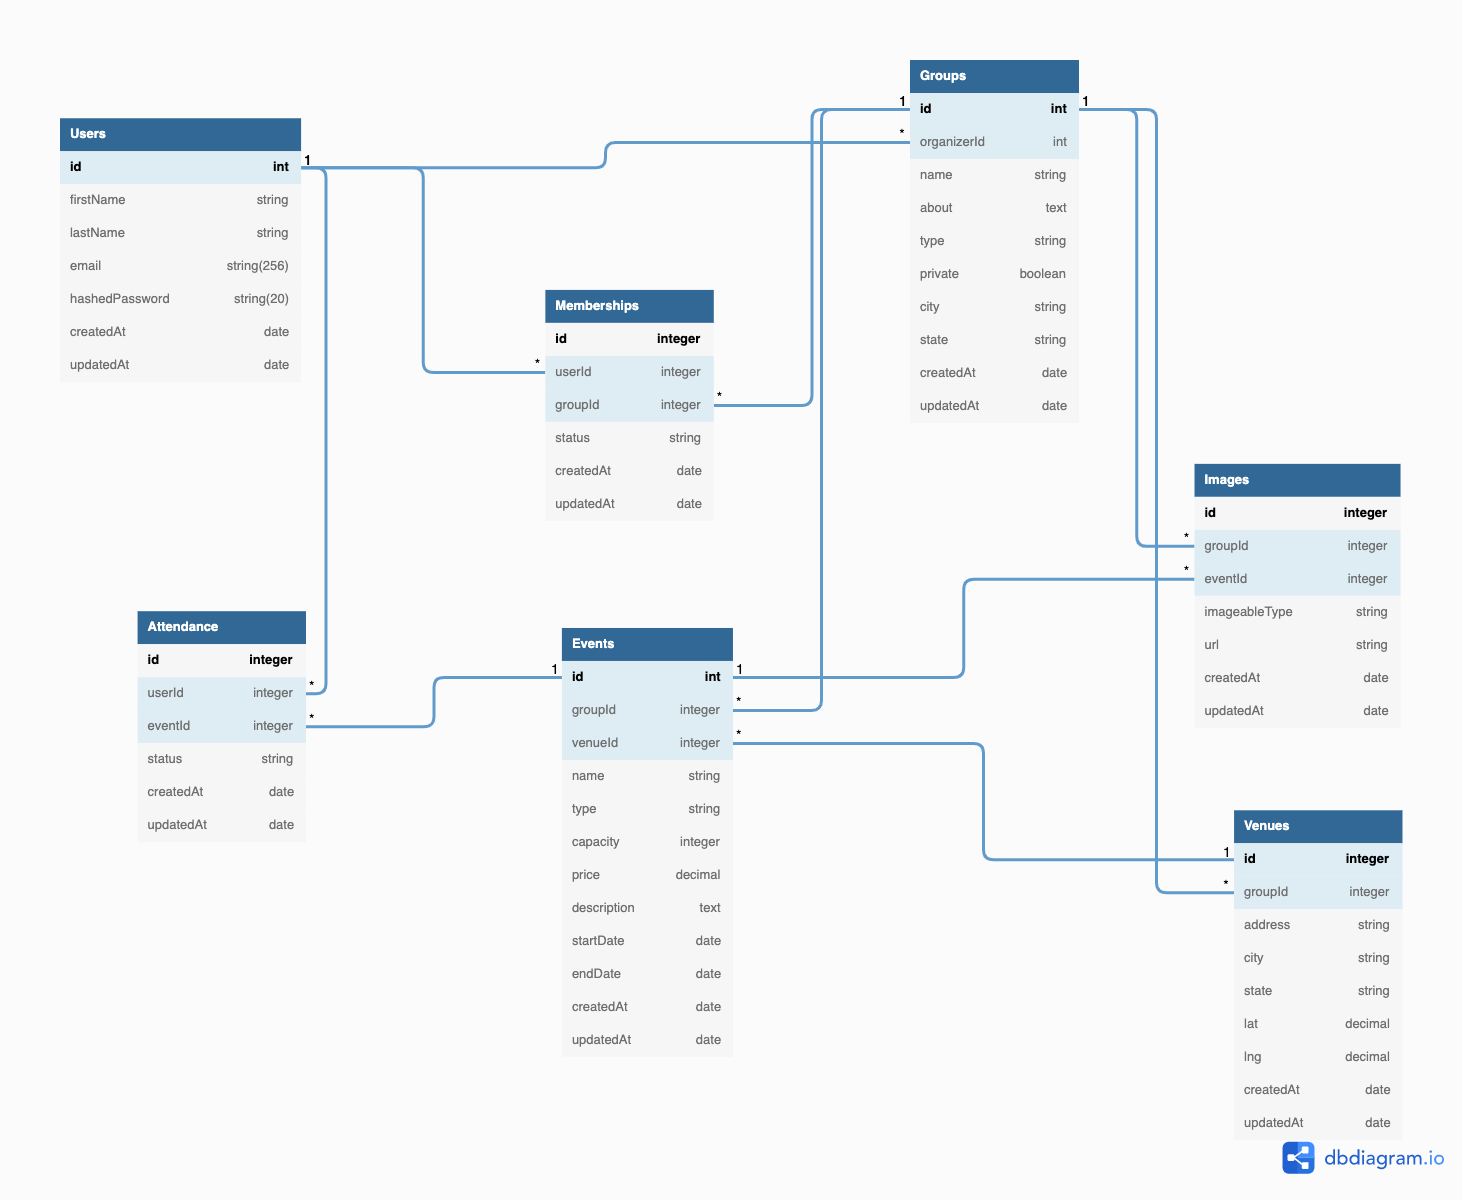 Users
1
id int
firstName string
lastName string
email string(256)
hashedPassword string(20)
createdAt date
updatedAt date
Groups
1 id int 1
* organizerId int
name string
about text
type string
private boolean
city string
state string
createdAt date
updatedAt date
Memberships
id integer
* userId integer
groupId integer *
status string
createdAt date
updatedAt date
Images
id integer
* groupId integer
* eventId integer
imageableType string
url string
createdAt date
updatedAt date
Attendance
id integer
userId integer *
eventId integer *
status string
createdAt date
updatedAt date
Events
1 id int 1
groupId integer *
venueId integer *
name string
type string
capacity integer
price decimal
description text
startDate date
endDate date
createdAt date
updatedAt date
Venues
1 id integer
* groupId integer
address string
city string
state string
lat decimal
lng decimal
createdAt date
updatedAt date
dbdiagram.io